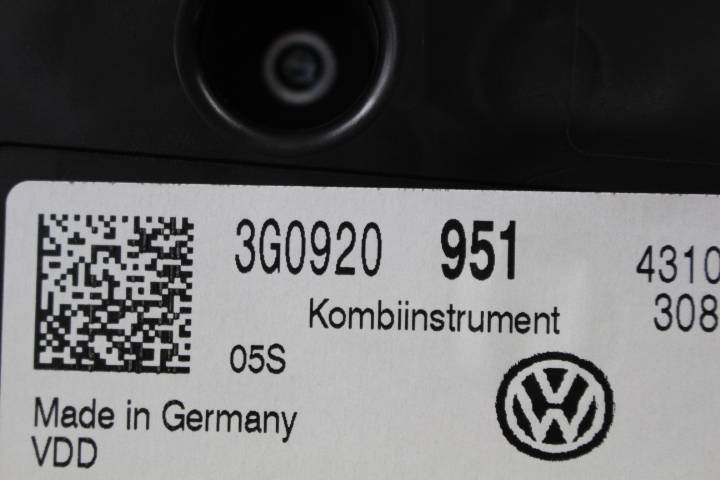 3G0920 951 4310
Kombiinstrument 308
05S
Made in Germany
VDD